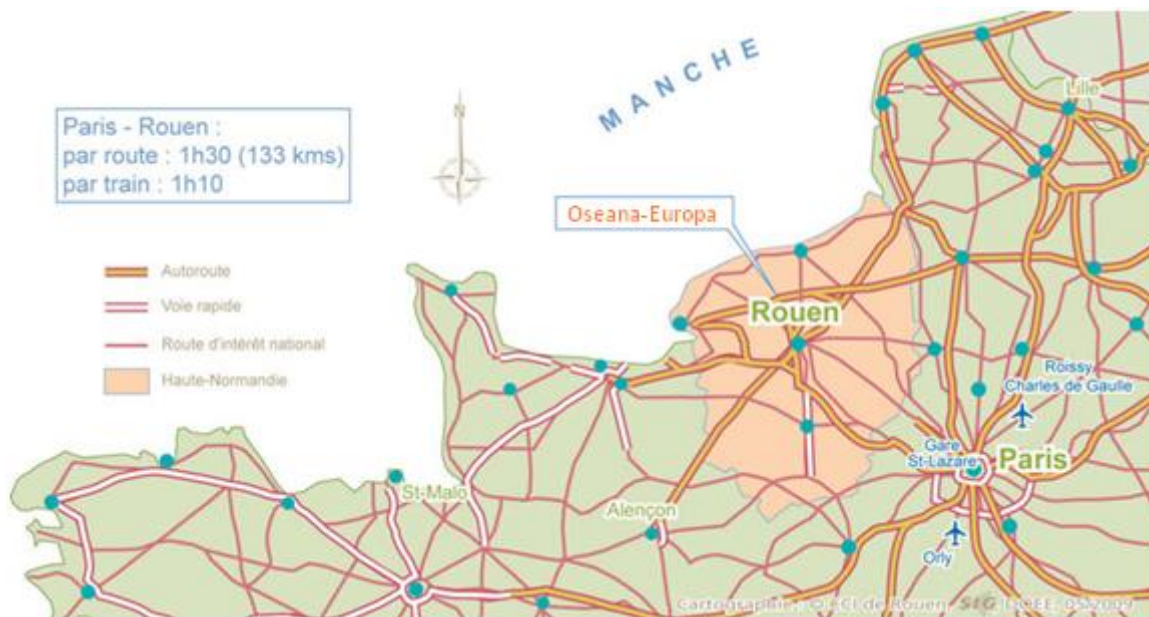 MANCHE
Lille
Paris - Rouen :
par route : 1h30 (133 kms)
par train : 1h10
N
Oseana-Europa
Autoroute
Voie rapide
Route d'intérêt national
Haute-Normandie
Rouen
Roissy
Charles de Gaulle
Gare
St-Lazare
Paris
St-Malo
Alençon
Orly
Cartographie : © CCI de Rouen, SIG, 05/2009